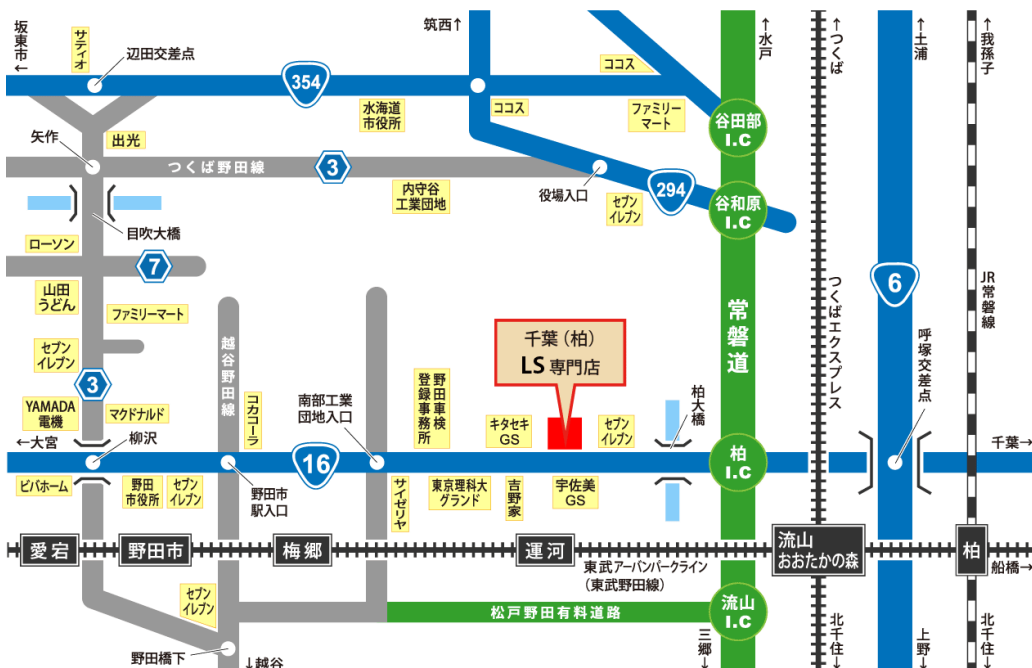 坂東市←
サティオ
辺田交差点
354
筑西↑
ココス
↑水戸
↑つくば
↑土浦
↑我孫子
水海道
市役所
ココス
ファミリー
マート
谷田部
I.C
矢作
出光
つくば野田線
3
内守谷
工業団地
役場入口
セブン
イレブン
294
谷和原
I.C
目吹大橋
ローソン
7
山田
うどん
ファミリーマート
セブン
イレブン
3
越谷野田線
千葉(柏)
LS 専門店
常磐道
つくばエクスプレス
6
JR常磐線
呼塚交差点
YAMADA
電機
マクドナルド
コカコーラ
南部工業
団地入口
野田車検
登録事務所
キタセキ
GS
セブン
イレブン
柏大橋
←大宮
柳沢
16
柏
I.C
千葉→
ビバホーム
野田
市役所
セブン
イレブン
野田市
駅入口
サイゼリヤ
東京理科大
グランド
吉野家
宇佐美
GS
愛宕
野田市
梅郷
運河
流山
おおたかの森
柏
東武アーバンパークライン
(東武野田線)
船橋→
セブン
イレブン
松戸野田有料道路
流山
I.C
野田橋下
↓越谷
三郷↓
北千住↓
上野↓
北千住↓